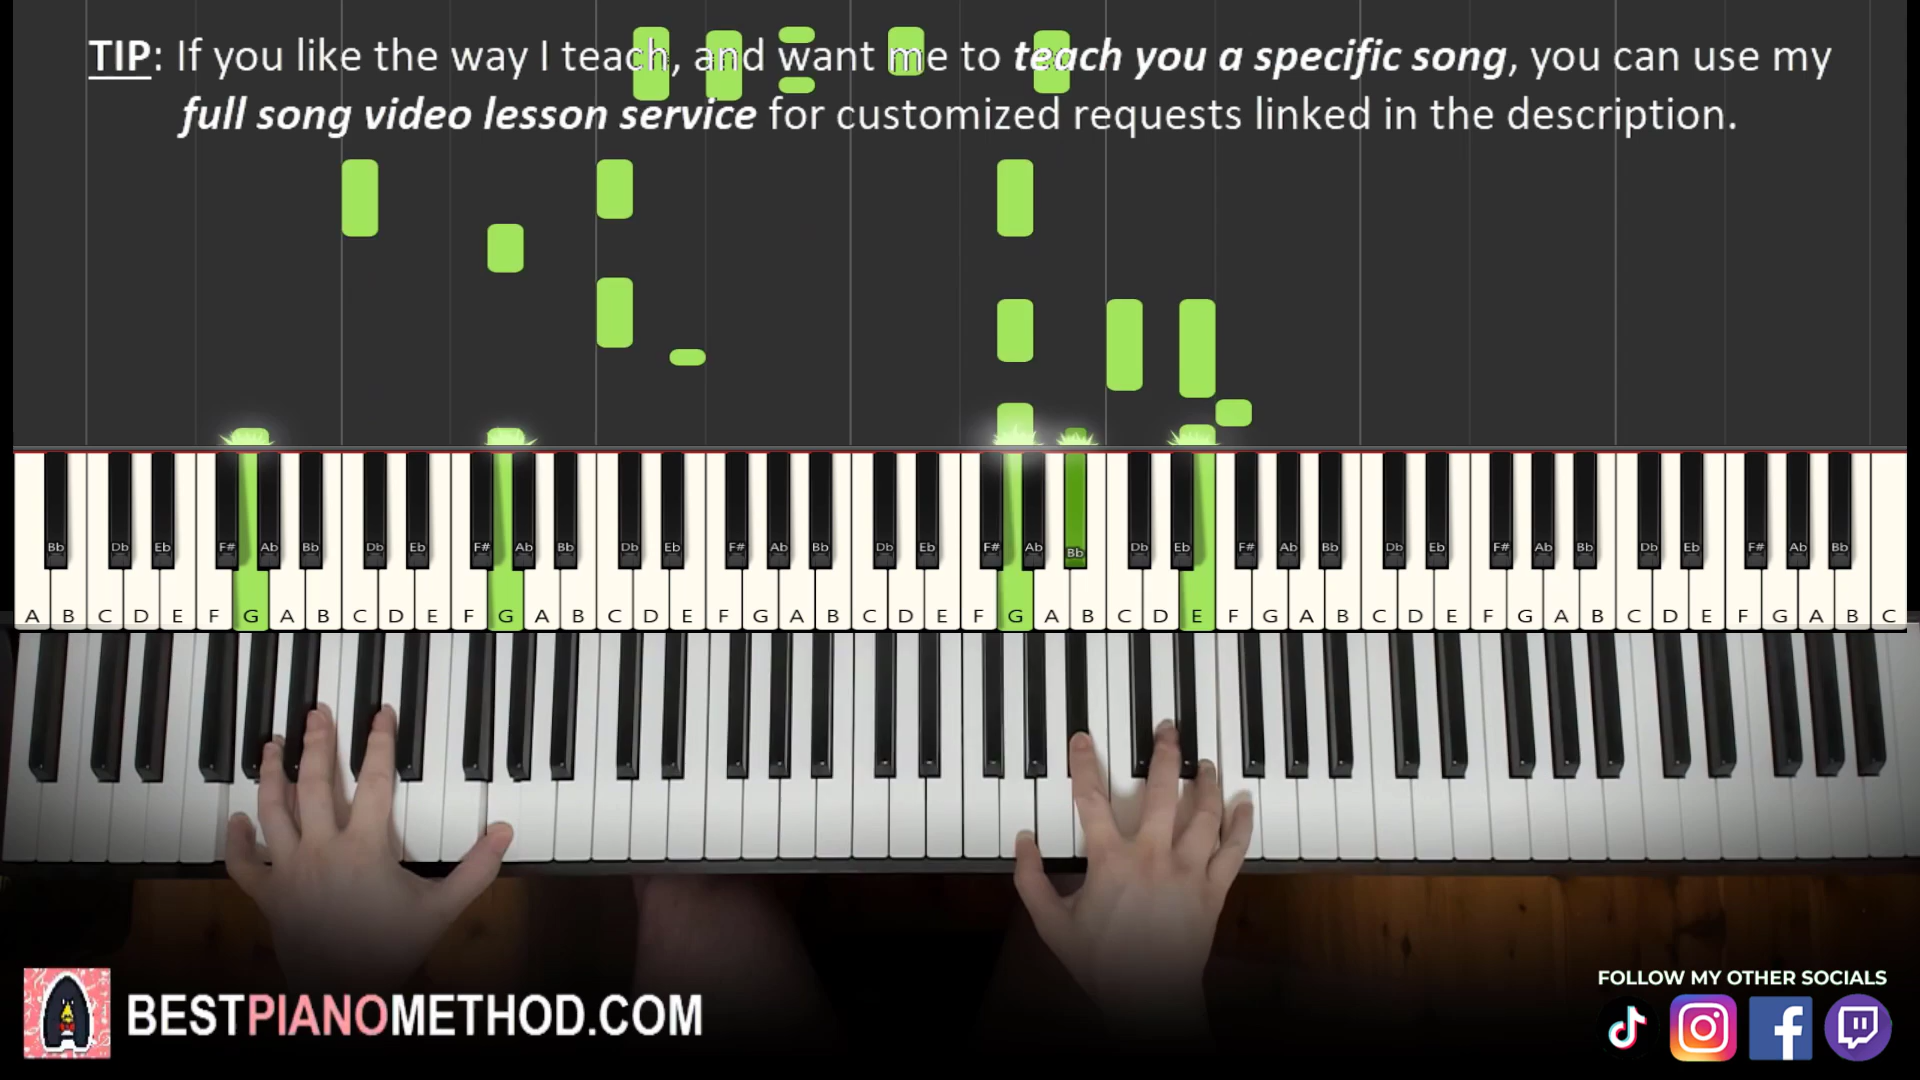 TIP: If you like the way I teach, and want me to teach you a specific song, you can use my
full song video lesson service for customized requests linked in the description.
Bb Db Eb F# Ab Bb Db Eb F# Ab Bb Db Eb F# Ab Bb Db Eb F# Ab Bb Db Eb F# Ab Bb Db Eb F# Ab Bb Db Eb F# Ab Bb
A B C D E F G A B C D E F G A B C D E F G A B C D E F G A B C D E F G A B C D E F G A B C D E F G A B C
BESTPIANOMETHOD.COM
FOLLOW MY OTHER SOCIALS